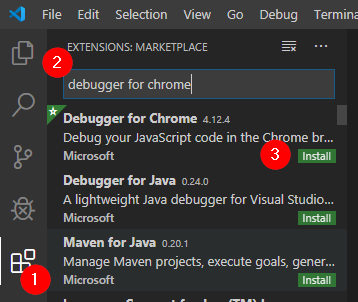 File Edit Selection View Go Debug Termina
EXTENSIONS: MARKETPLACE
2
debugger for chrome
Debugger for Chrome 4.12.4
Debug your JavaScript code in the Chrome br...
Microsoft
3
Install
Debugger for Java 0.24.0
A lightweight Java debugger for Visual Studio...
Microsoft
Install
Maven for Java 0.20.1
Manage Maven projects, execute goals, gener...
1
Microsoft
Install